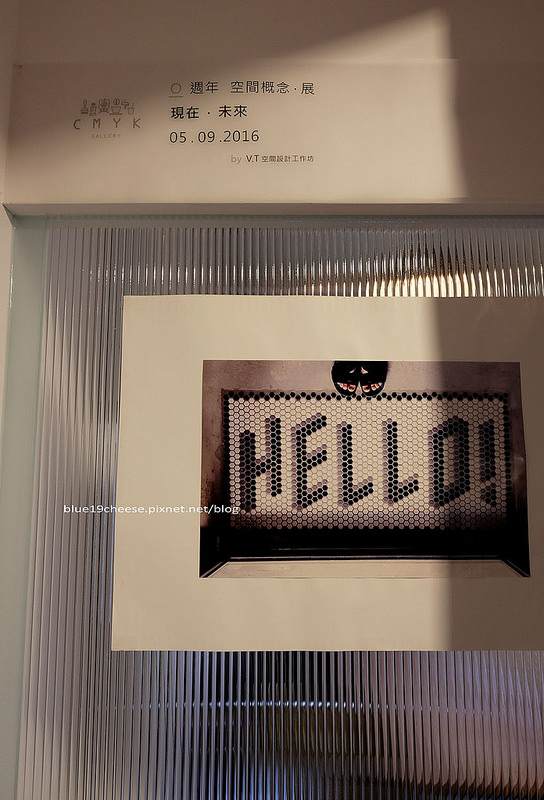 O 週年 空間概念·展
現在·未來
CMYK
GALLERY
05.09.2016
by V.T 空間設計工作坊
HELLO!
blue19cheese.pixnet.net/blog